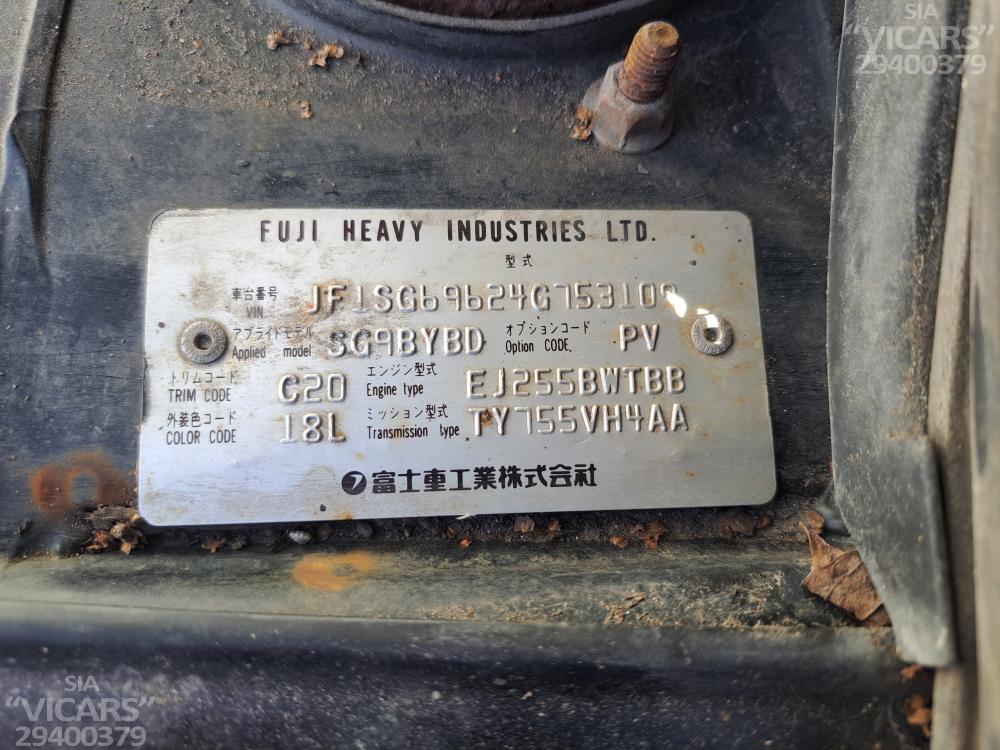 SIA
“VICARS”
29400379
FUJI HEAVY INDUSTRIES LTD.
型式
車台番号 VIN JF1SG69624G753109
アプライドモデル Applied model SG9BYBD オプションコード Option CODE PV
トリムコード TRIM CODE C20 エンジン型式 Engine type EJ255BWTBB
外装色コード COLOR CODE 18L ミッション型式 Transmission type TY755VH4AA
富士重工業株式会社
SIA
“VICARS”
29400379